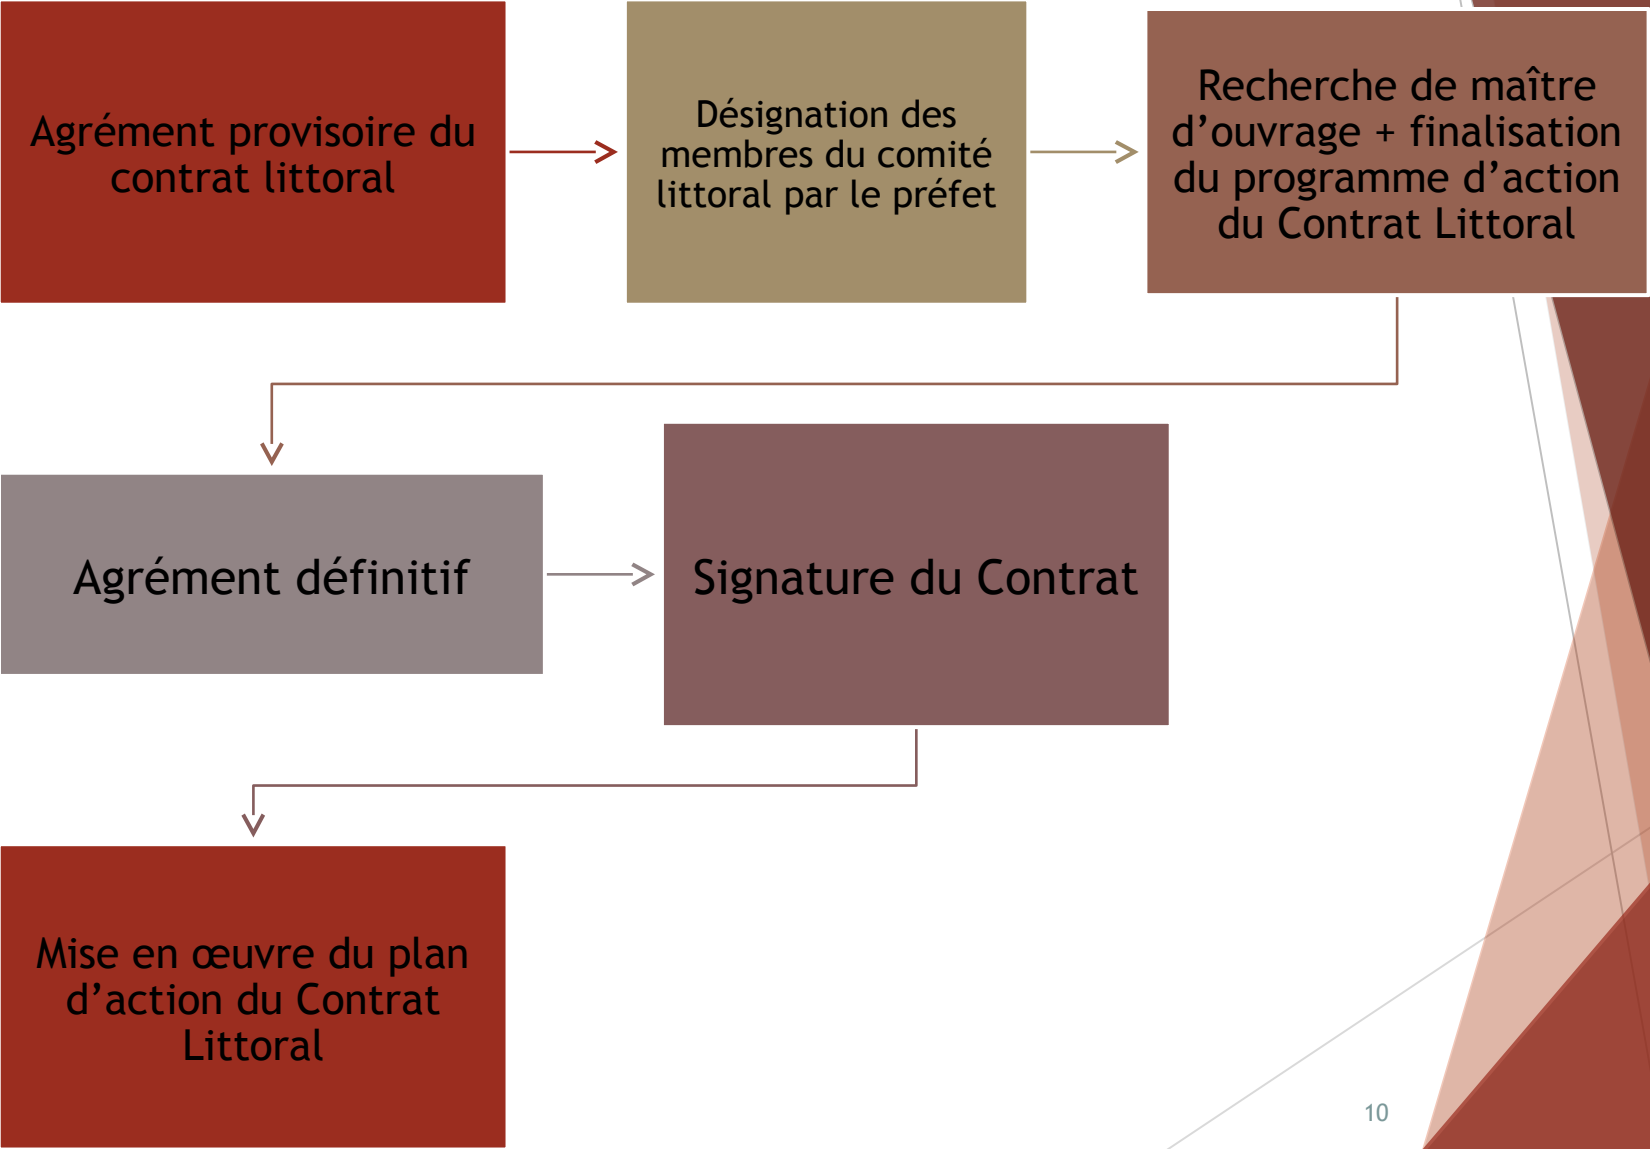 Agrément provisoire du
contrat littoral
Désignation des
membres du comité
littoral par le préfet
Recherche de maître
d’ouvrage + finalisation
du programme d’action
du Contrat Littoral
Agrément définitif
Signature du Contrat
Mise en œuvre du plan
d’action du Contrat
Littoral
10